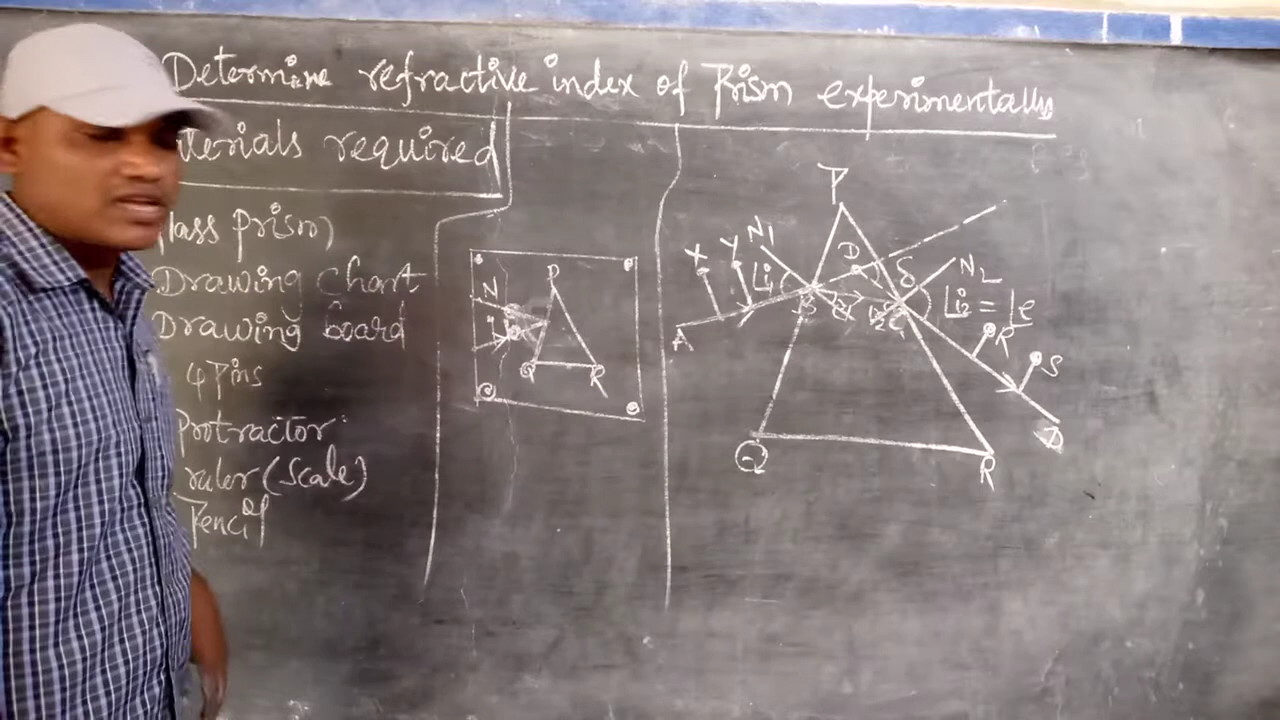 Determine refractive index of Prism experimentally
terials required
lass prism
Drawing chart
Drawing board
4 Pins
Protractor
ruler (scale)
Pencil
P
N
i
Q
R
P
N1
X
Y
D
δ
N2
∠i1
∠i2 = ∠e
A
B
R
S
Q
R
D